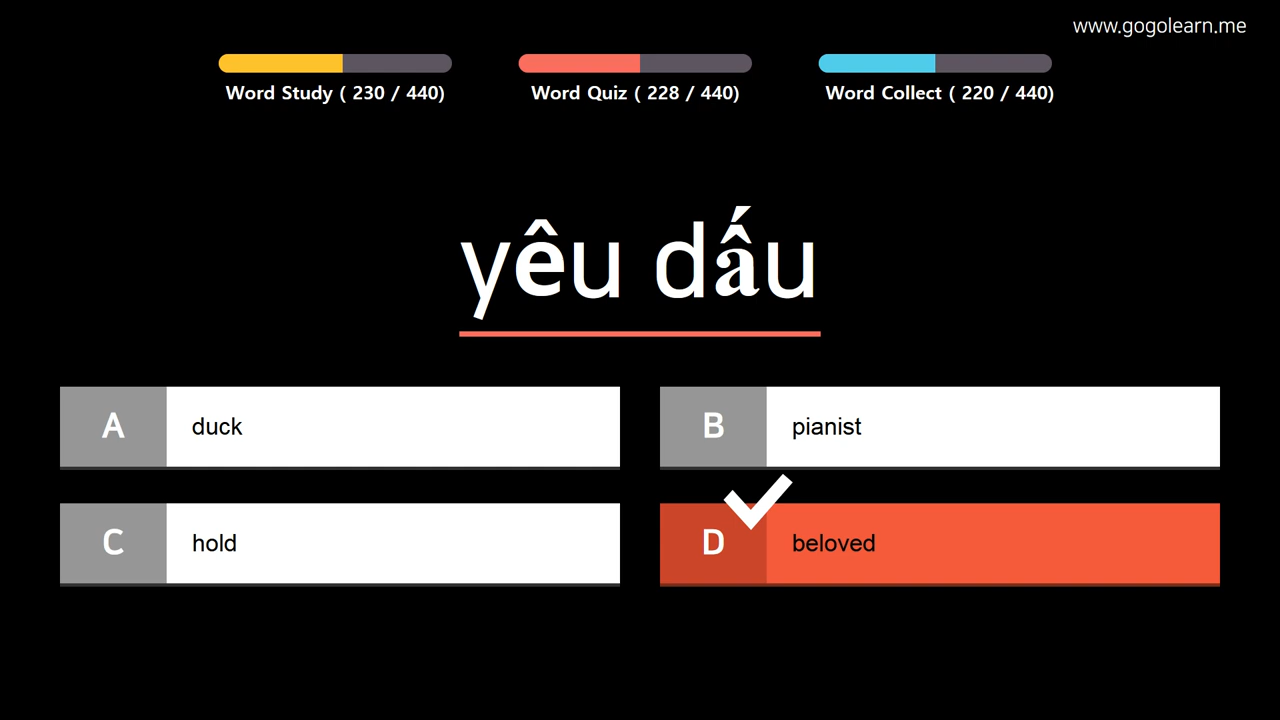 www.gogolearn.me
Word Study ( 230 / 440)
Word Quiz ( 228 / 440)
Word Collect ( 220 / 440)
yêu dấu
A duck
B pianist
C hold
D beloved